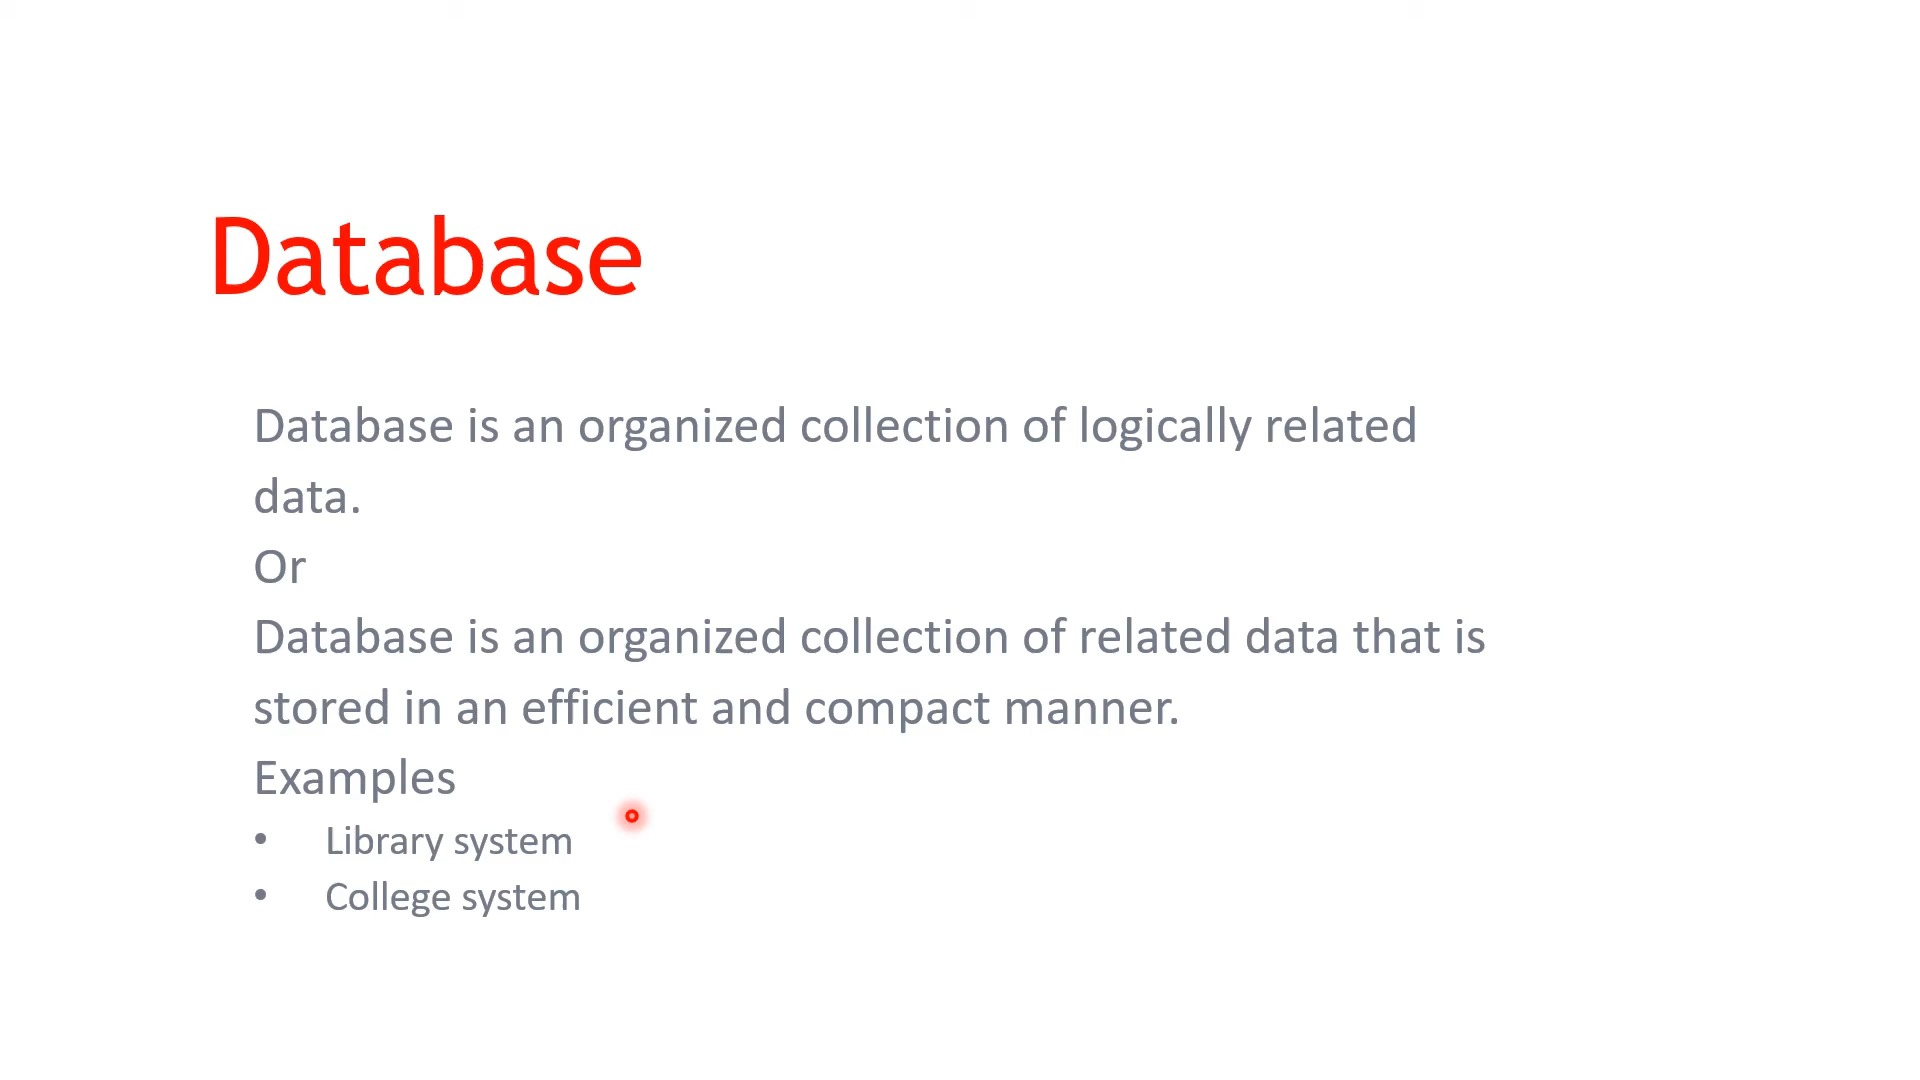 Database
Database is an organized collection of logically related
data.
Or
Database is an organized collection of related data that is
stored in an efficient and compact manner.
Examples
• Library system
• College system